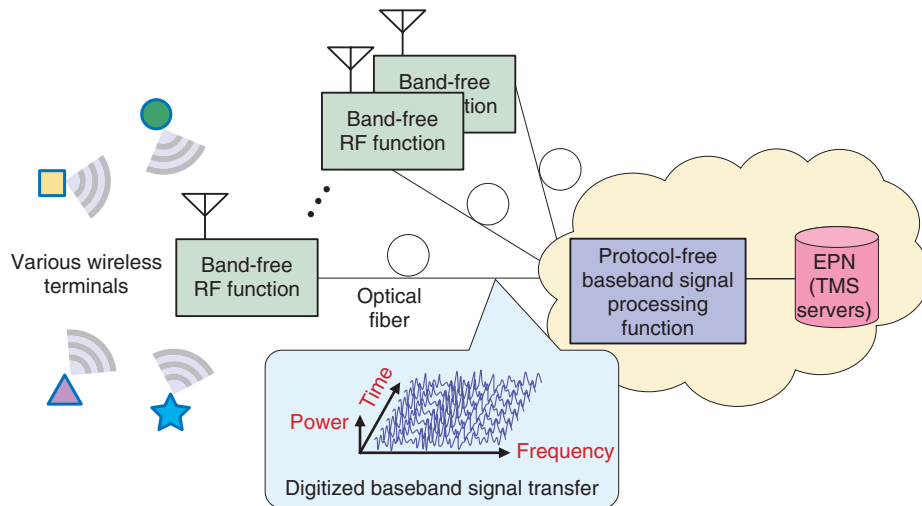 Band-free
ction
Band-free
RF function
Various wireless
terminals
Band-free
RF function
Optical
fiber
Protocol-free
baseband signal
processing
function
EPN
(TMS
servers)
Time
Power
Frequency
Digitized baseband signal transfer